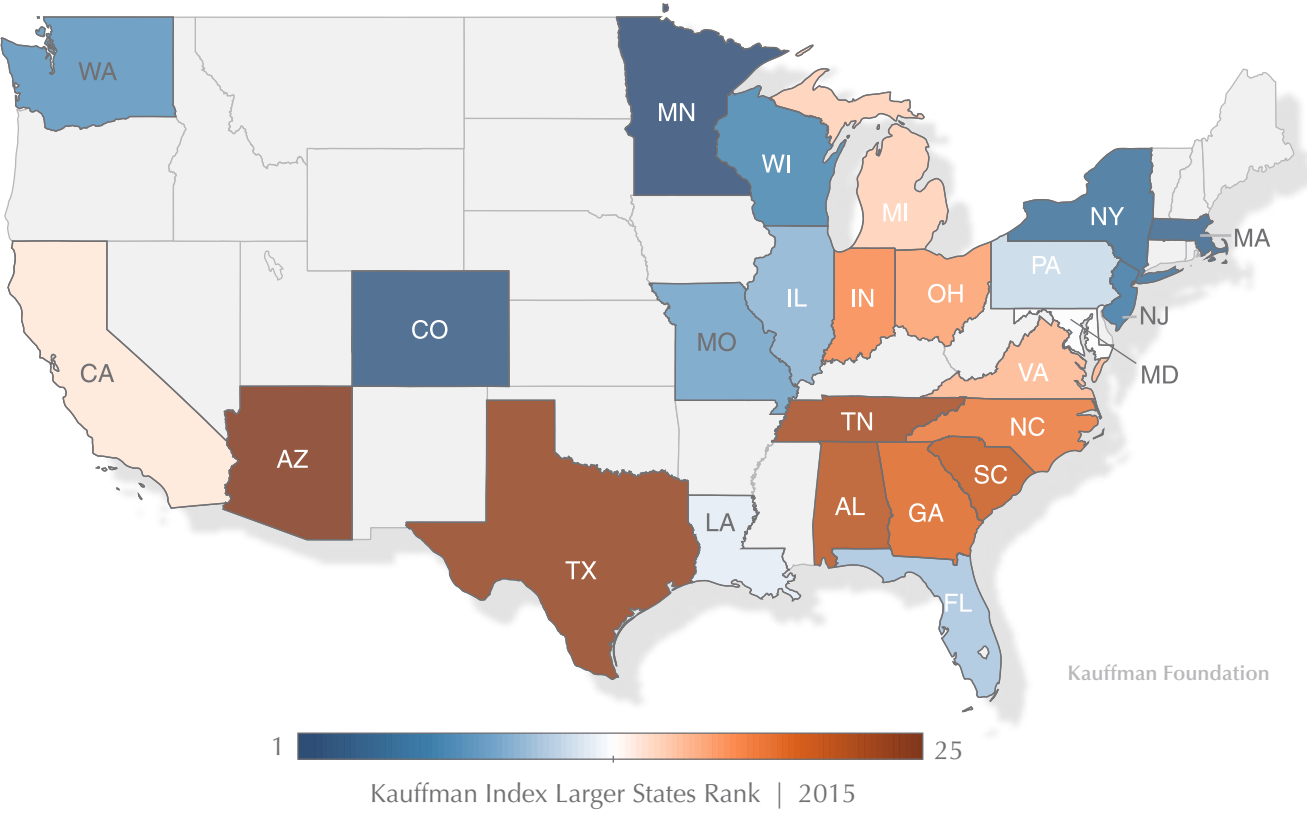 WA
MN
WI
MI
NY
MA
PA
CO
IL
IN
OH
NJ
MO
CA
VA
MD
TN
NC
AZ
SC
AL
GA
LA
TX
FL
Kauffman Foundation
1
25
Kauffman Index Larger States Rank | 2015